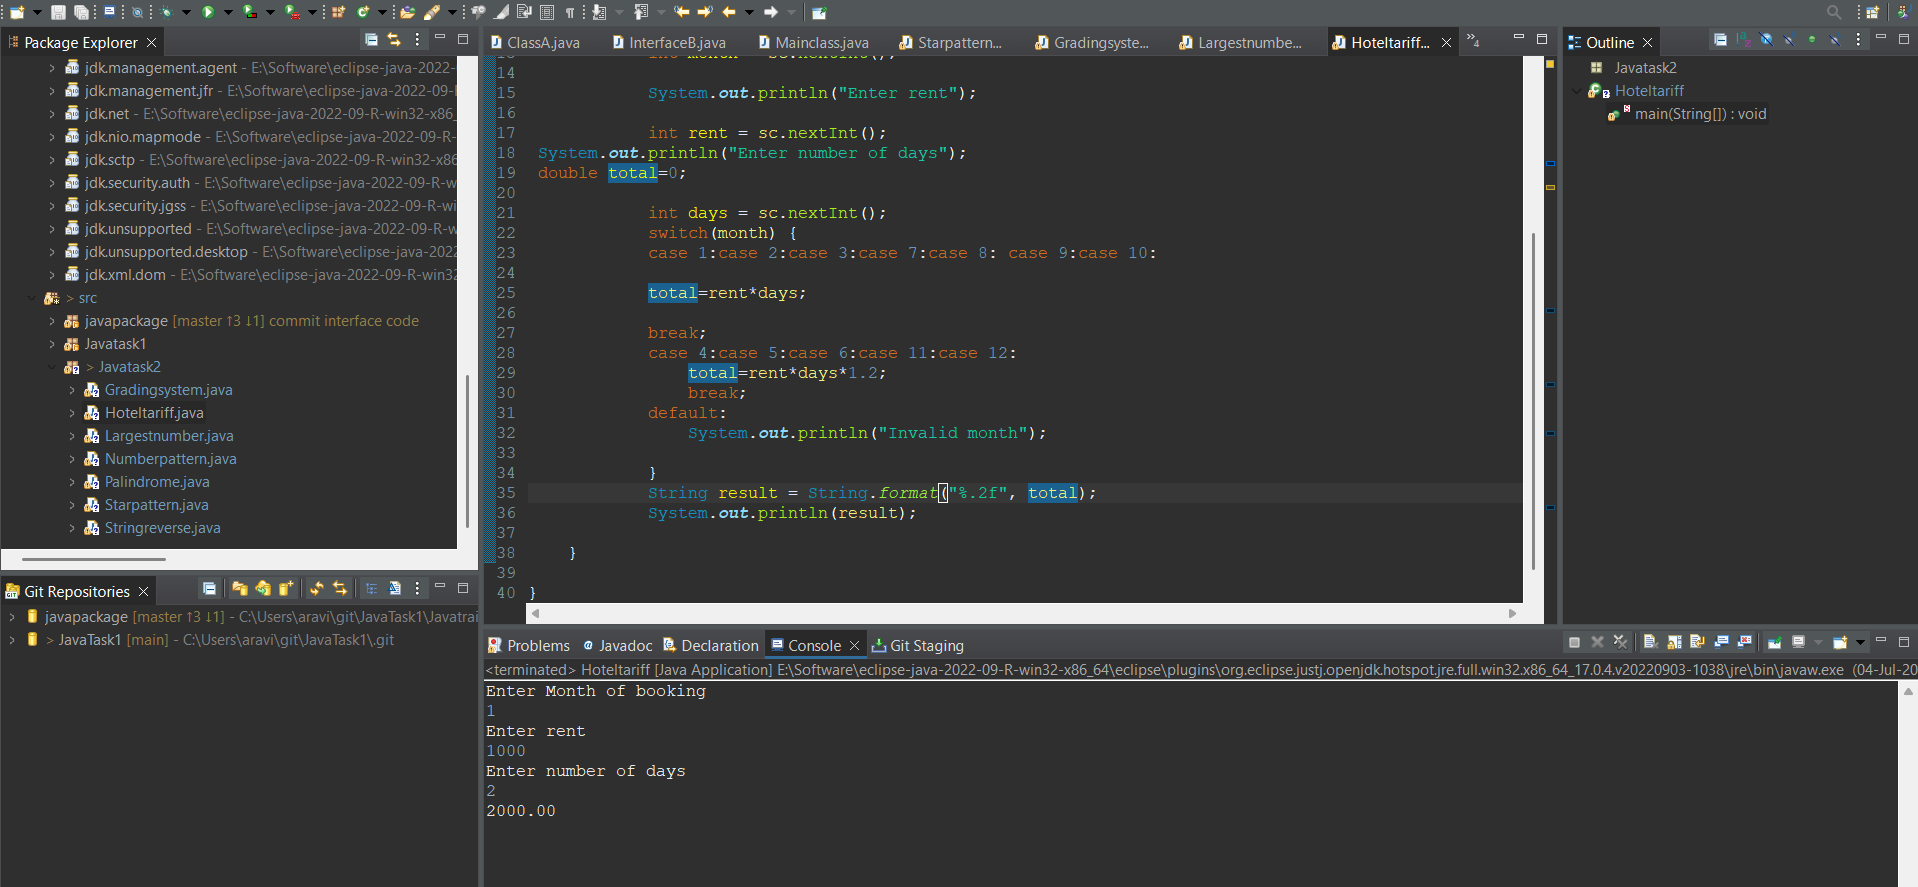 Package Explorer
jdk.management.agent - E:\Software\eclipse-java-2022-
jdk.management.jfr - E:\Software\eclipse-java-2022-09-
jdk.net - E:\Software\eclipse-java-2022-09-R-win32-x86_
jdk.nio.mapmode - E:\Software\eclipse-java-2022-09-R-
jdk.sctp - E:\Software\eclipse-java-2022-09-R-win32-x86
jdk.security.auth - E:\Software\eclipse-java-2022-09-R-w
jdk.security.jgss - E:\Software\eclipse-java-2022-09-R-wi
jdk.unsupported - E:\Software\eclipse-java-2022-09-R-w
jdk.unsupported.desktop - E:\Software\eclipse-java-2022
jdk.xml.dom - E:\Software\eclipse-java-2022-09-R-win32
> src
javapackage [master ↑3 ↓1] commit interface code
Javatask1
> Javatask2
Gradingsystem.java
Hoteltariff.java
Largestnumber.java
Numberpattern.java
Palindrome.java
Starpattern.java
Stringreverse.java
Git Repositories
javapackage [master ↑3 ↓1] - C:\Users\aravi\git\JavaTask1\Javatrai
> JavaTask1 [main] - C:\Users\aravi\git\JavaTask1\.git
ClassA.java InterfaceB.java Mainclass.java Starpattern... Gradingsyste... Largestnumbe... Hoteltariff... »4
14
15 System.out.println("Enter rent");
16
17 int rent = sc.nextInt();
18 System.out.println("Enter number of days");
19 double total=0;
20
21 int days = sc.nextInt();
22 switch(month) {
23 case 1:case 2:case 3:case 7:case 8: case 9:case 10:
24
25 total=rent*days;
26
27 break;
28 case 4:case 5:case 6:case 11:case 12:
29 total=rent*days*1.2;
30 break;
31 default:
32 System.out.println("Invalid month");
33
34 }
35 String result = String.format("%.2f", total);
36 System.out.println(result);
37
38 }
39
40 }
Outline
Javatask2
Hoteltariff
main(String[]) : void
Problems Javadoc Declaration Console Git Staging
<terminated> Hoteltariff [Java Application] E:\Software\eclipse-java-2022-09-R-win32-x86_64\eclipse\plugins\org.eclipse.justj.openjdk.hotspot.jre.full.win32.x86_64_17.0.4.v20220903-1038\jre\bin\javaw.exe (04-Jul-20
Enter Month of booking
1
Enter rent
1000
Enter number of days
2
2000.00